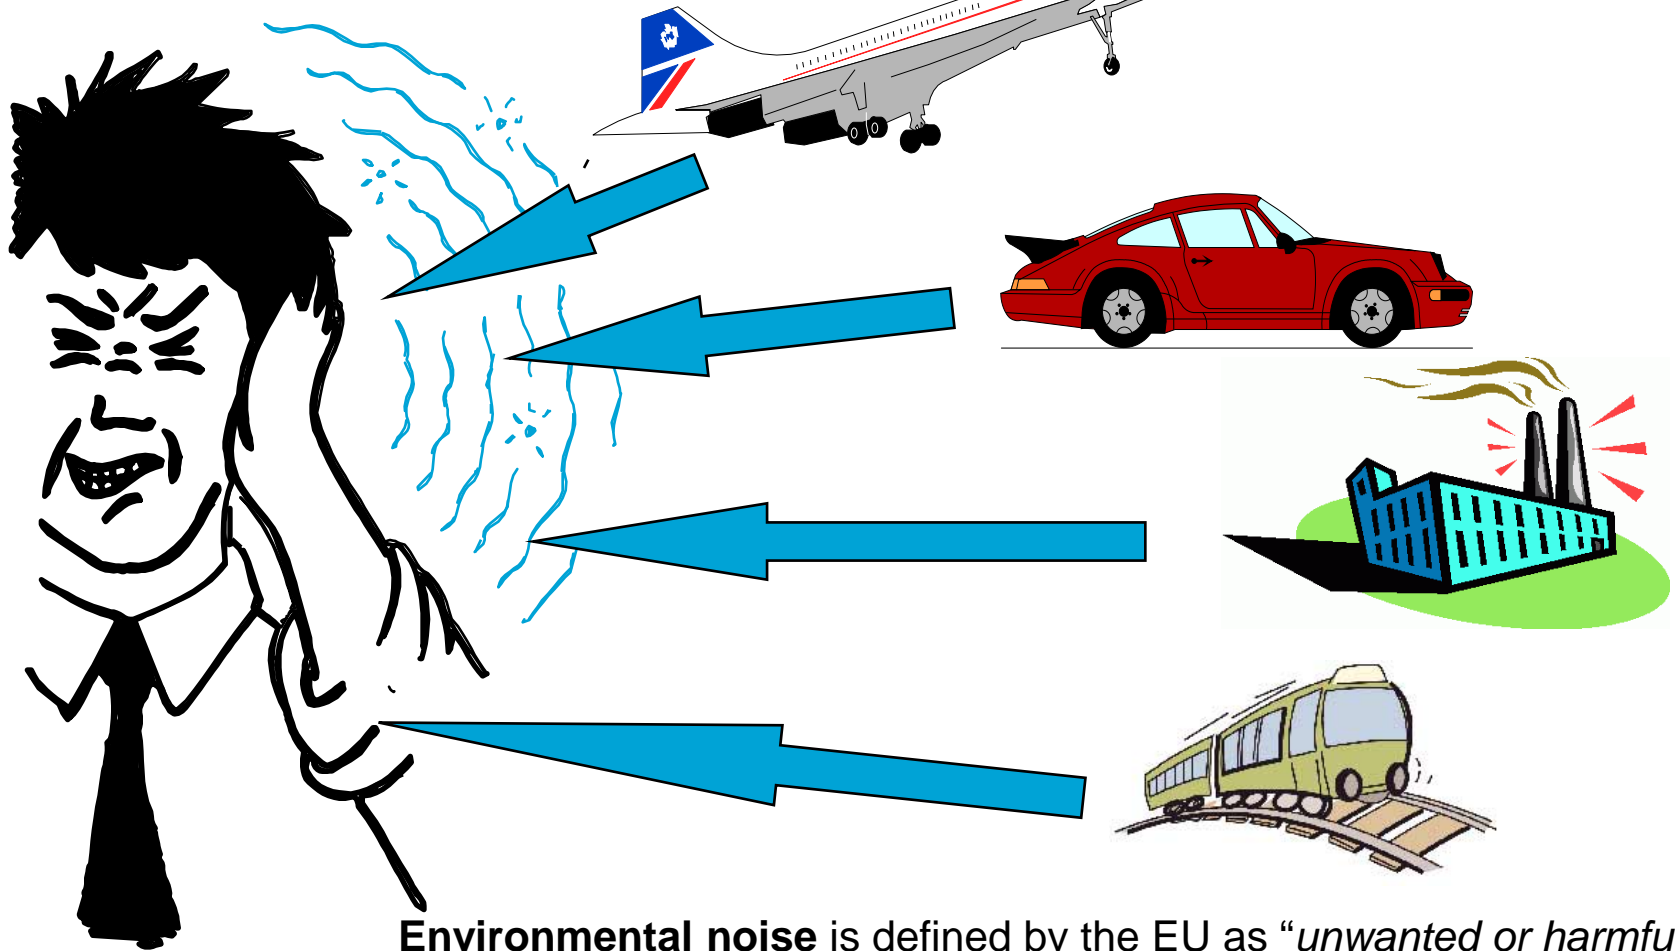 Environmental noise is defined by the EU as “unwanted or harmfu